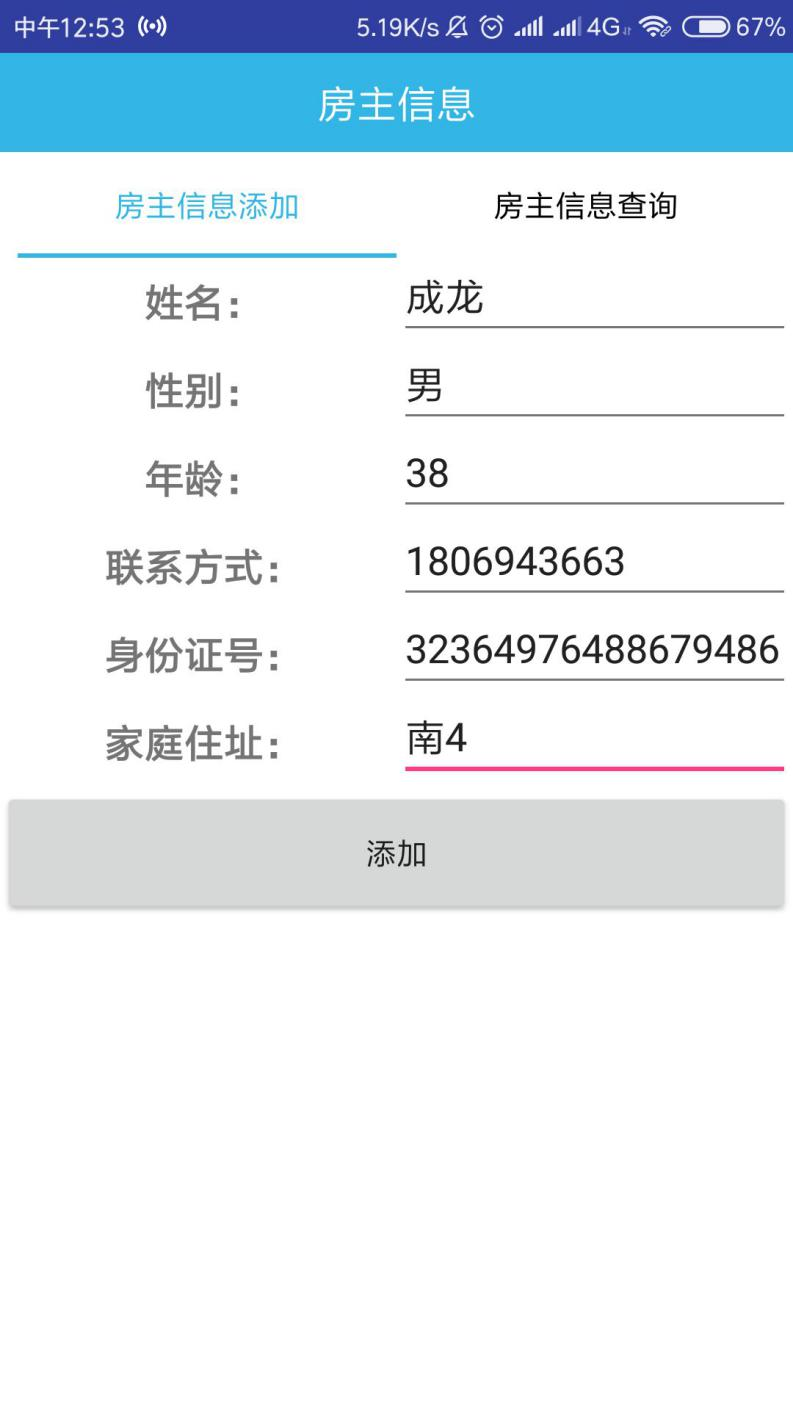 中午12:53 5.19K/s 4G 67%
房主信息
房主信息添加 房主信息查询
姓名： 成龙
性别： 男
年龄： 38
联系方式： 1806943663
身份证号： 32364976488679486
家庭住址： 南4
添加